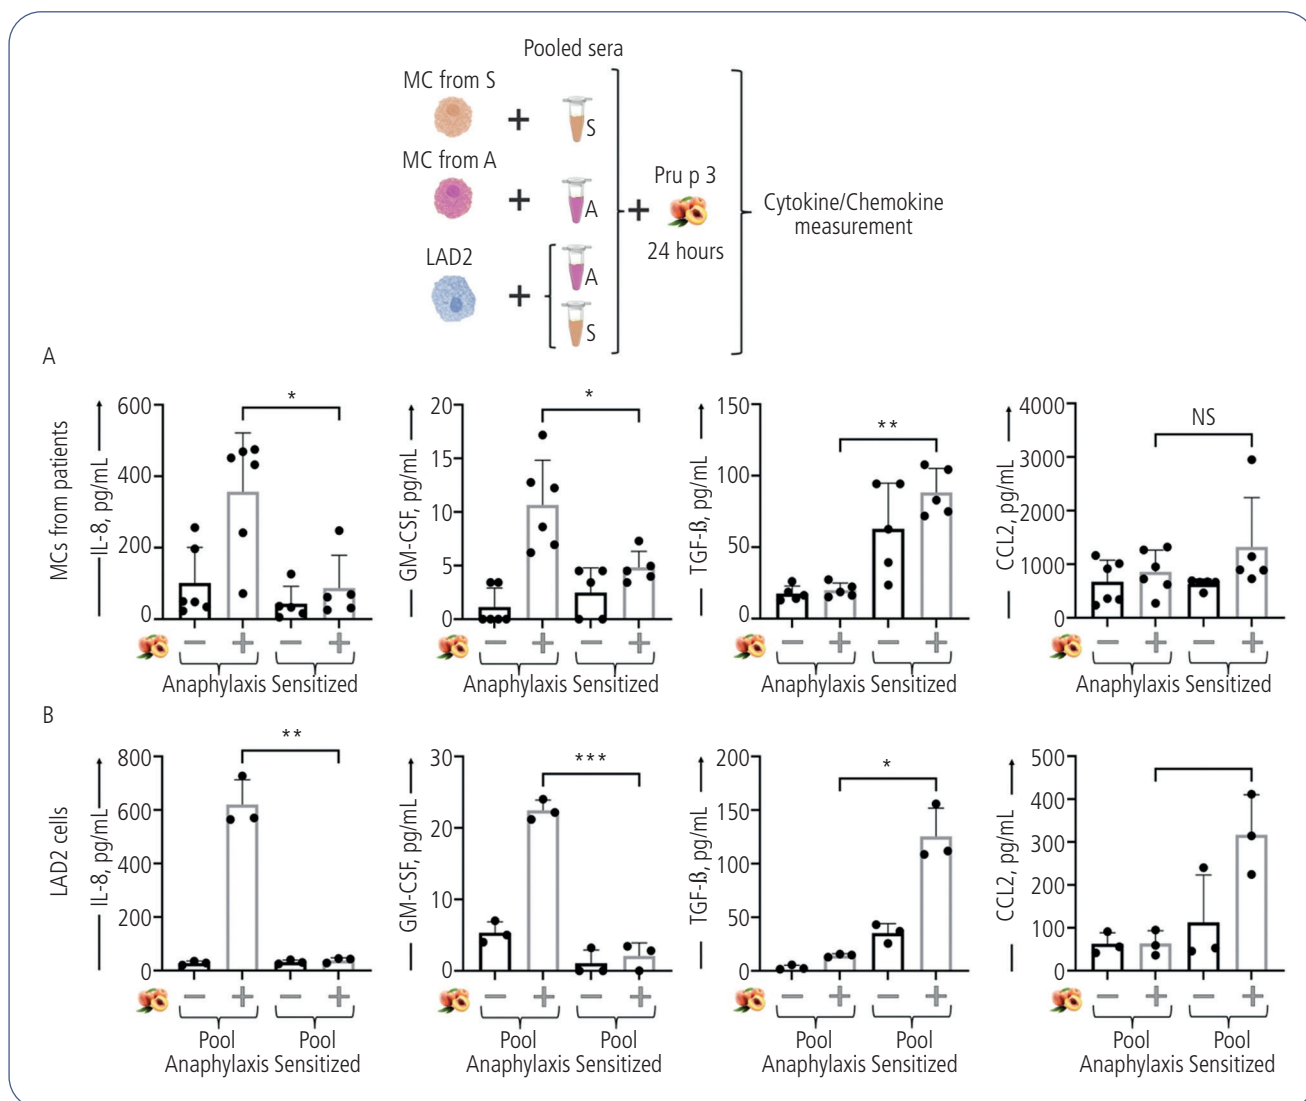 Pooled sera
MC from S
+
S
MC from A
+
A
LAD2
+
A
S
+
Pru p 3
24 hours
Cytokine/Chemokine
measurement
A
MCs from patients
IL-8, pg/mL
600
400
200
0
*
− + − +
Anaphylaxis Sensitized
GM-CSF, pg/mL
20
15
10
5
0
*
− + − +
Anaphylaxis Sensitized
TGF-ß, pg/mL
150
100
50
0
**
− + − +
Anaphylaxis Sensitized
CCL2, pg/mL
4000
3000
2000
1000
0
NS
− + − +
Anaphylaxis Sensitized
B
LAD2 cells
IL-8, pg/mL
800
600
400
200
0
**
− + − +
Pool Pool
Anaphylaxis Sensitized
GM-CSF, pg/mL
30
20
10
0
***
− + − +
Pool Pool
Anaphylaxis Sensitized
TGF-ß, pg/mL
200
150
100
50
0
*
− + − +
Pool Pool
Anaphylaxis Sensitized
CCL2, pg/mL
500
400
300
200
100
0
− + − +
Pool Pool
Anaphylaxis Sensitized